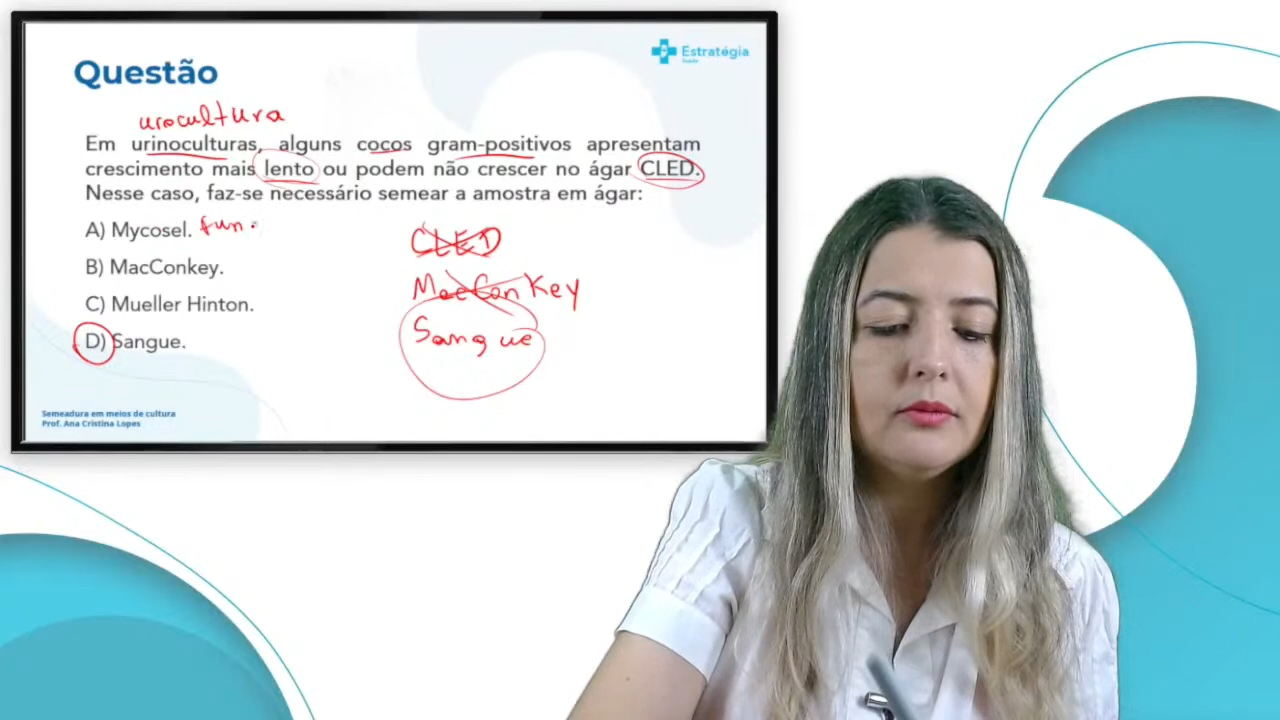 Questão
Estratégia
Saúde
urocultura
Em urinoculturas, alguns cocos gram-positivos apresentam
crescimento mais lento ou podem não crescer no ágar CLED.
Nesse caso, faz-se necessário semear a amostra em ágar:
A) Mycosel. fun.
B) MacConkey.
C) Mueller Hinton.
D) Sangue.
CLED
MacConKey
Sangue
Semeadura em meios de cultura
Prof. Ana Cristina Lopes